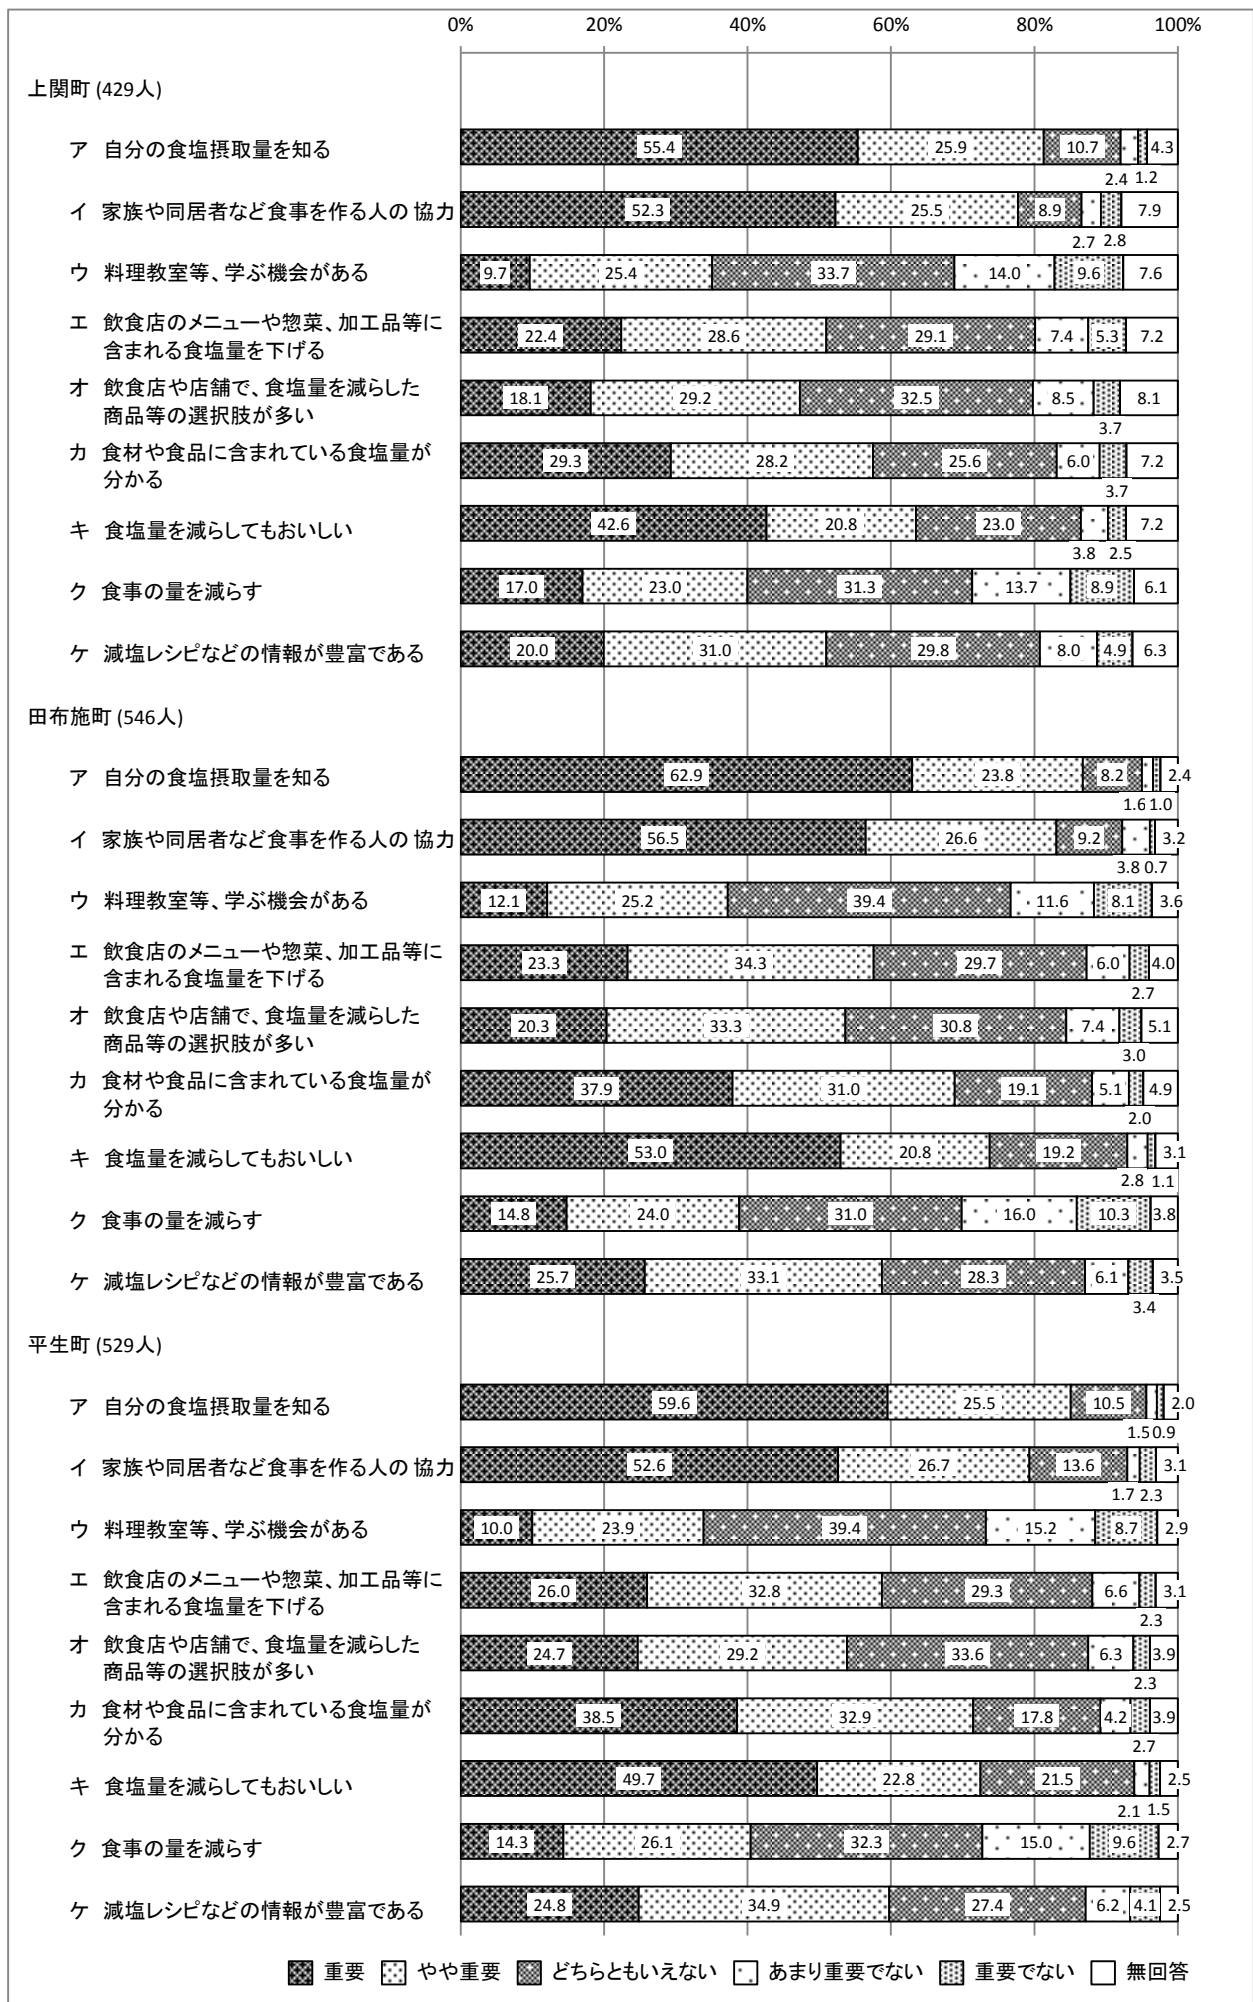 0% 20% 40% 60% 80% 100%
上関町 (429人)
ア 自分の食塩摂取量を知る 55.4 25.9 10.7 4.3
2.4 1.2
イ 家族や同居者など食事を作る人の 協力 52.3 25.5 8.9 7.9
2.7 2.8
ウ 料理教室等、学ぶ機会がある 9.7 25.4 33.7 14.0 9.6 7.6
エ 飲食店のメニューや惣菜、加工品等に
含まれる食塩量を下げる 22.4 28.6 29.1 7.4 5.3 7.2
オ 飲食店や店舗で、食塩量を減らした
商品等の選択肢が多い 18.1 29.2 32.5 8.5 8.1
3.7
カ 食材や食品に含まれている食塩量が
分かる 29.3 28.2 25.6 6.0 7.2
3.7
キ 食塩量を減らしてもおいしい 42.6 20.8 23.0 7.2
3.8 2.5
ク 食事の量を減らす 17.0 23.0 31.3 13.7 8.9 6.1
ケ 減塩レシピなどの情報が豊富である 20.0 31.0 29.8 8.0 4.9 6.3
田布施町 (546人)
ア 自分の食塩摂取量を知る 62.9 23.8 8.2 2.4
1.6 1.0
イ 家族や同居者など食事を作る人の 協力 56.5 26.6 9.2 3.2
3.8 0.7
ウ 料理教室等、学ぶ機会がある 12.1 25.2 39.4 11.6 8.1 3.6
エ 飲食店のメニューや惣菜、加工品等に
含まれる食塩量を下げる 23.3 34.3 29.7 6.0 4.0
2.7
オ 飲食店や店舗で、食塩量を減らした
商品等の選択肢が多い 20.3 33.3 30.8 7.4 5.1
3.0
カ 食材や食品に含まれている食塩量が
分かる 37.9 31.0 19.1 5.1 4.9
2.0
キ 食塩量を減らしてもおいしい 53.0 20.8 19.2 3.1
2.8 1.1
ク 食事の量を減らす 14.8 24.0 31.0 16.0 10.3 3.8
ケ 減塩レシピなどの情報が豊富である 25.7 33.1 28.3 6.1 3.5
3.4
平生町 (529人)
ア 自分の食塩摂取量を知る 59.6 25.5 10.5 2.0
1.5 0.9
イ 家族や同居者など食事を作る人の 協力 52.6 26.7 13.6 3.1
1.7 2.3
ウ 料理教室等、学ぶ機会がある 10.0 23.9 39.4 15.2 8.7 2.9
エ 飲食店のメニューや惣菜、加工品等に
含まれる食塩量を下げる 26.0 32.8 29.3 6.6 3.1
2.3
オ 飲食店や店舗で、食塩量を減らした
商品等の選択肢が多い 24.7 29.2 33.6 6.3 3.9
2.3
カ 食材や食品に含まれている食塩量が
分かる 38.5 32.9 17.8 4.2 3.9
2.7
キ 食塩量を減らしてもおいしい 49.7 22.8 21.5 2.5
2.1 1.5
ク 食事の量を減らす 14.3 26.1 32.3 15.0 9.6 2.7
ケ 減塩レシピなどの情報が豊富である 24.8 34.9 27.4 6.2 4.1 2.5
重要 やや重要 どちらともいえない あまり重要でない 重要でない 無回答